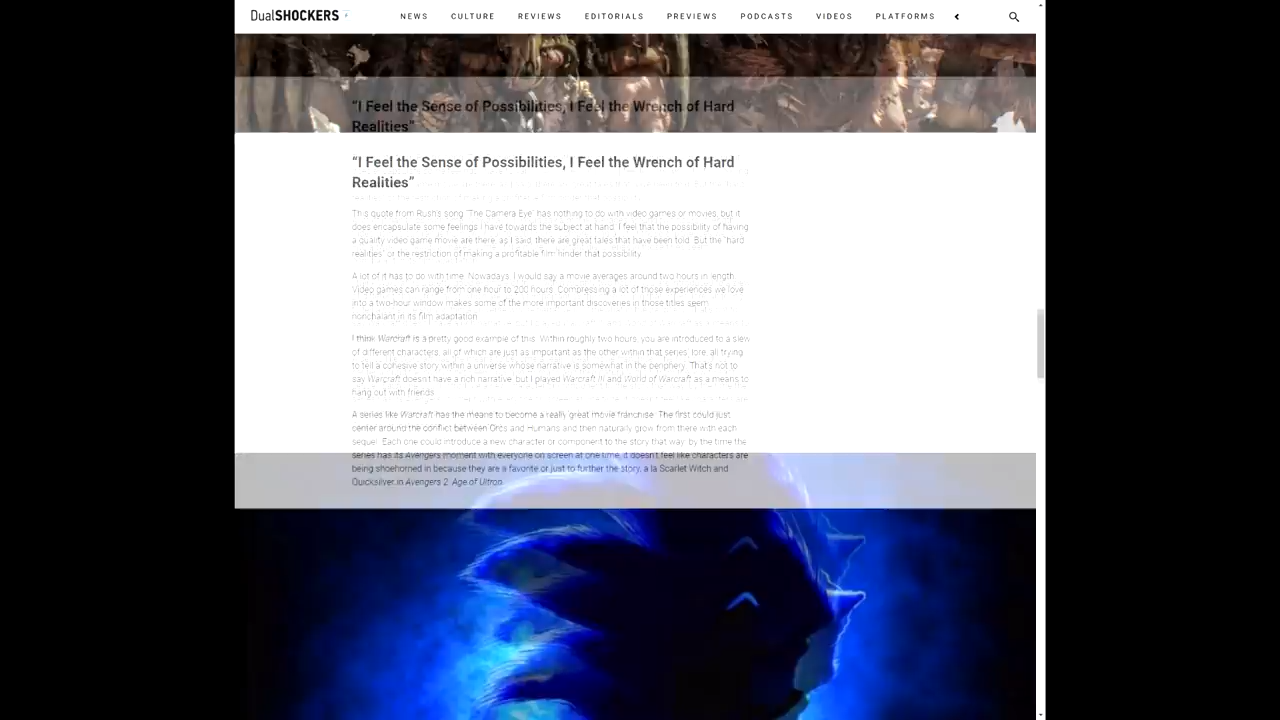 DualSHOCKERS
NEWS CULTURE REVIEWS EDITORIALS PREVIEWS PODCASTS VIDEOS PLATFORMS
“I Feel the Sense of Possibilities, I Feel the Wrench of Hard
Realities”
“I Feel the Sense of Possibilities, I Feel the Wrench of Hard
Realities”
This quote from Rush's song "The Camera Eye" has nothing to do with video games or movies, but it
does encapsulate some feelings I have towards the subject at hand. I feel that the possibility of having
a quality video game movie are there, as I said, there are great tales that have been told. But the "hard
realities" or the restriction of making a profitable film hinder that possibility.
A lot of it has to do with time. Nowadays, I would say a movie averages around two hours in length.
Video games can range from one hour to 200 hours. Compressing a lot of those experiences we love
into a two-hour window makes some of the more important discoveries in those titles seem
nonchalant in its film adaptation.
I think Warcraft is a pretty good example of this. Within roughly two hours, you are introduced to a slew
of different characters, all of which are just as important as the other within that series' lore, all trying
to tell a cohesive story within a universe whose narrative is somewhat in the periphery. That's not to
say Warcraft doesn't have a rich narrative, but I played Warcraft III and World of Warcraft as a means to
hang out with friends.
A series like Warcraft has the means to become a really great movie franchise. The first could just
center around the conflict between Orcs and Humans and then naturally grow from there with each
sequel. Each one could introduce a new character or component to the story that way, by the time the
series has its Avengers moment with everyone on screen at one time, it doesn't feel like characters are
being shoehorned in because they are a favorite or just to further the story, a la Scarlet Witch and
Quicksilver in Avengers 2: Age of Ultron.